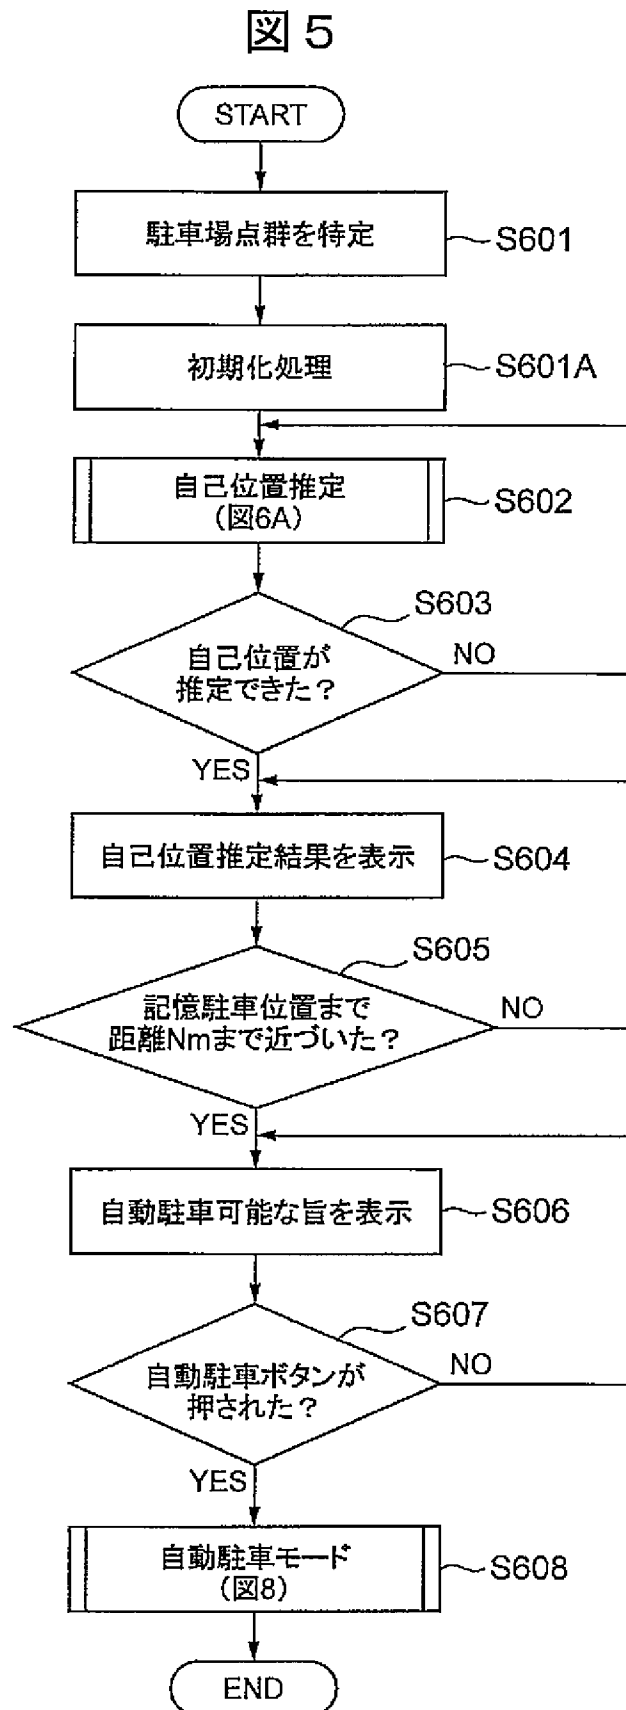 図5
START
駐車場点群を特定
S601
初期化処理
S601A
自己位置推定
(図6A)
S602
S603
自己位置が
推定できた？
NO
YES
自己位置推定結果を表示
S604
S605
記憶駐車位置まで
距離Nmまで近づいた？
NO
YES
自動駐車可能な旨を表示
S606
S607
自動駐車ボタンが
押された？
NO
YES
自動駐車モード
(図8)
S608
END